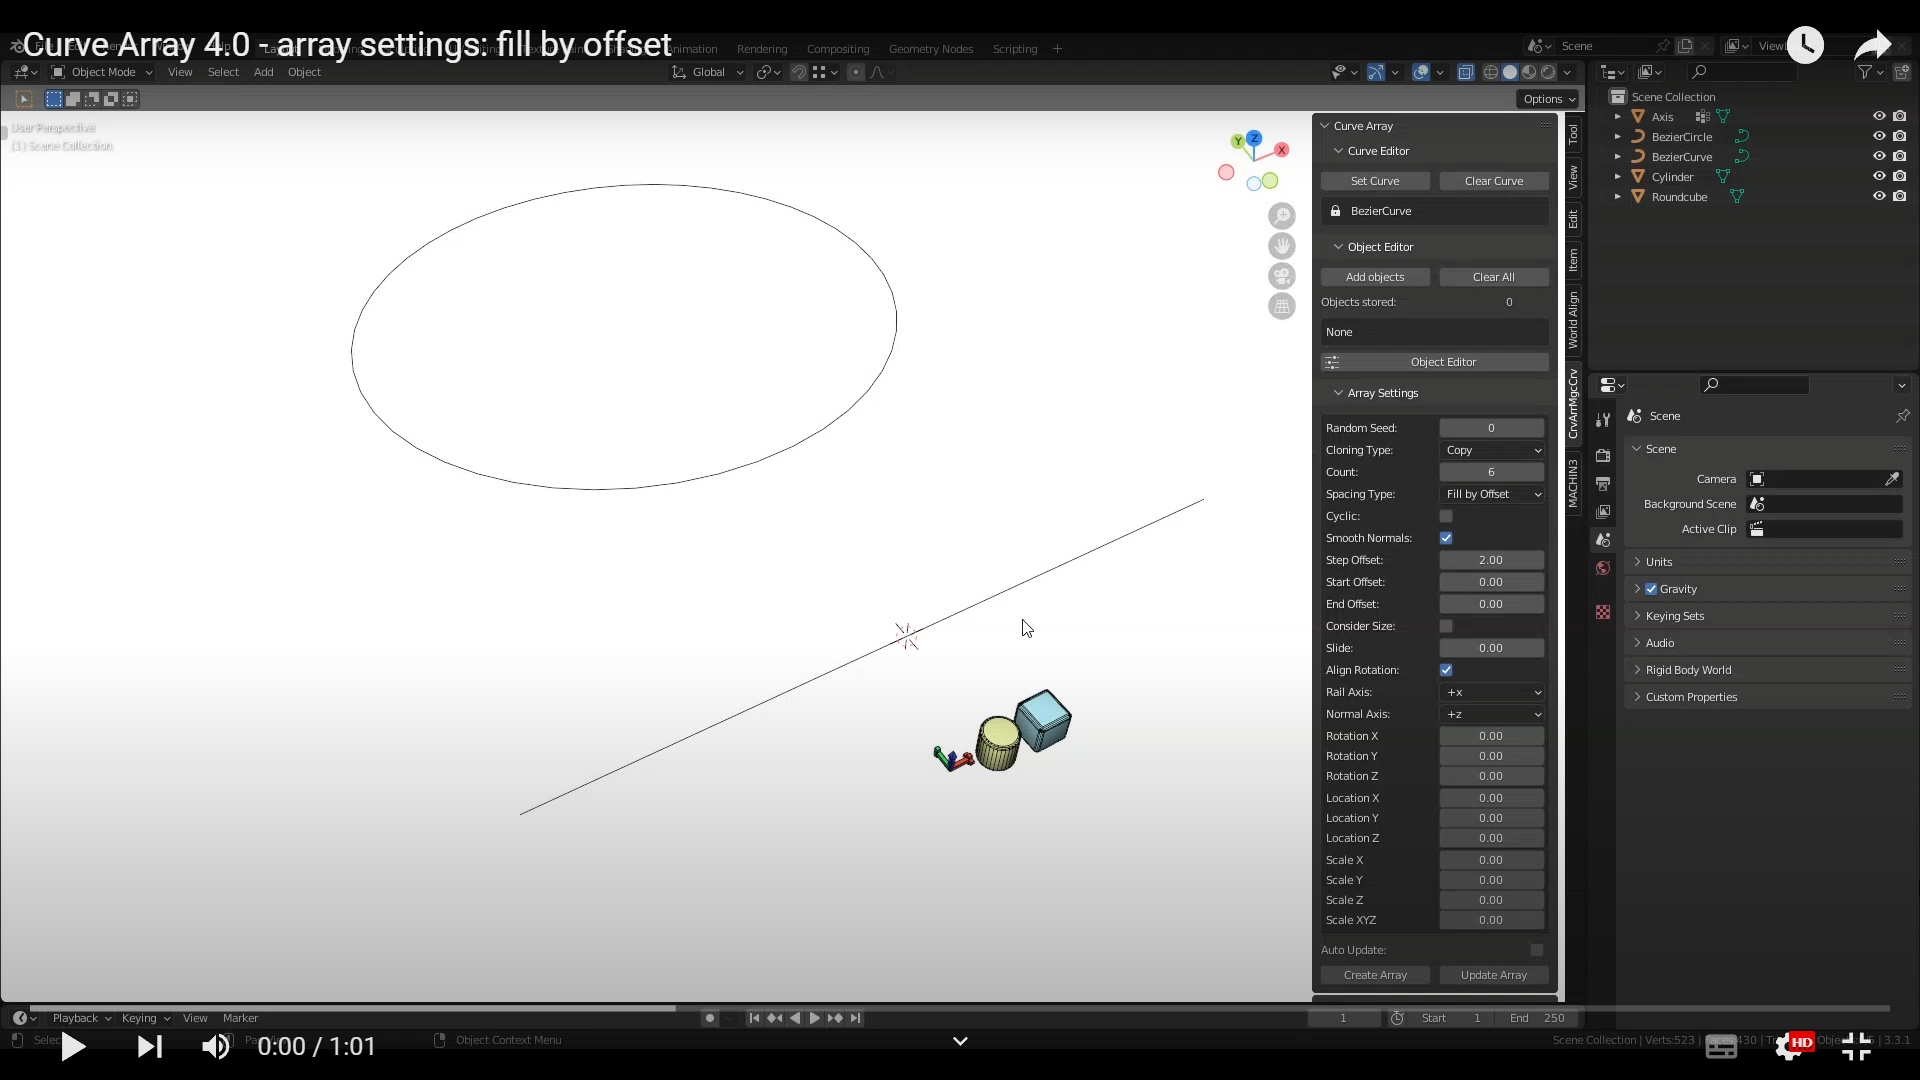 Curve Array 4.0 - array settings: fill by offset
Animation Rendering Compositing Geometry Nodes Scripting +
Scene
Object Mode View Select Add Object
Global
Options
User Perspective
(1) Scene Collection
Z
Y
X
Curve Array
Curve Editor
Set Curve Clear Curve
BezierCurve
Object Editor
Add objects Clear All
Objects stored: 0
None
Object Editor
Array Settings
Random Seed: 0
Cloning Type: Copy
Count: 6
Spacing Type: Fill by Offset
Cyclic:
Smooth Normals:
Step Offset: 2.00
Start Offset: 0.00
End Offset: 0.00
Consider Size:
Slide: 0.00
Align Rotation:
Rail Axis: +x
Normal Axis: +z
Rotation X 0.00
Rotation Y 0.00
Rotation Z 0.00
Location X 0.00
Location Y 0.00
Location Z 0.00
Scale X 0.00
Scale Y 0.00
Scale Z 0.00
Scale XYZ 0.00
Auto Update:
Create Array Update Array
Tool
View
Edit
Item
World Align
CrvArrMgcCrv
MACHIN3
Scene Collection
Axis
BezierCircle
BezierCurve
Cylinder
Roundcube
Scene
Scene
Camera
Background Scene
Active Clip
Units
Gravity
Keying Sets
Audio
Rigid Body World
Custom Properties
Playback Keying View Marker
1 Start 1 End 250
0:00 / 1:01
Object Context Menu
Scene Collection | Verts:523 | Faces:430 | 3.3.1
HD